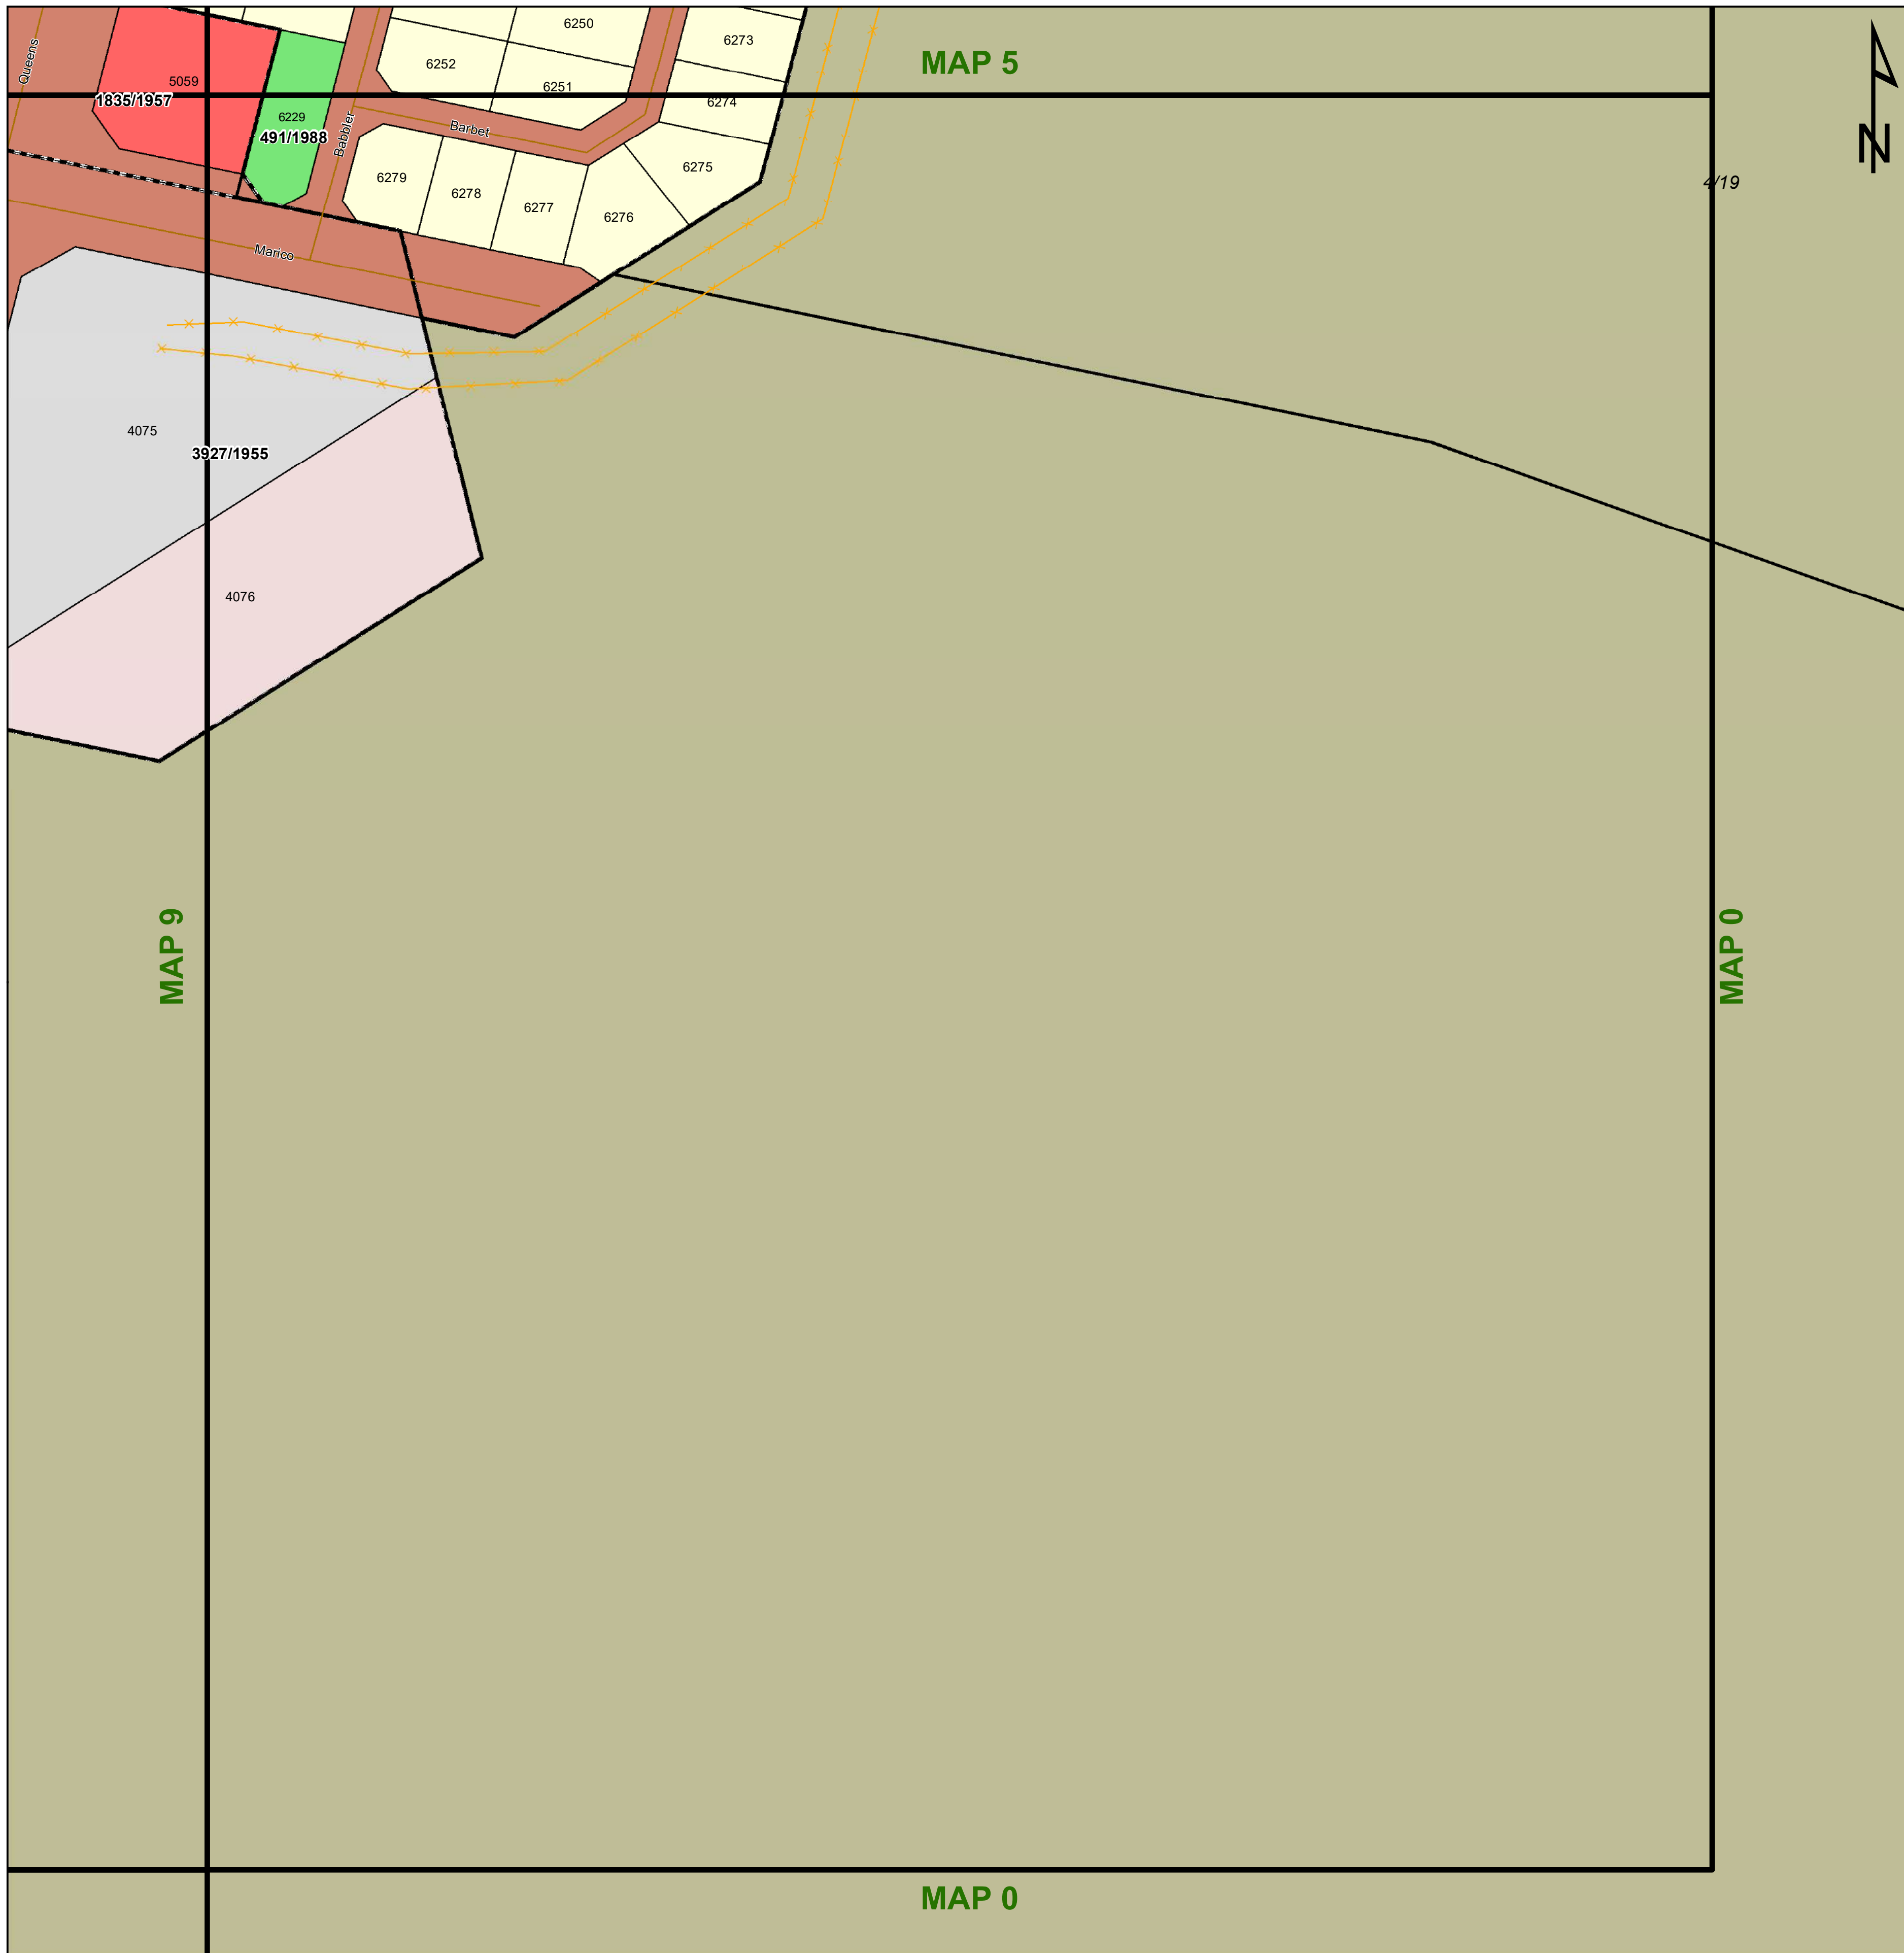 6250
6273
Queens
6252
MAP 5
5059
6251
1835/1957
6274
6229
Barbet
491/1988
Babbler
6275
6279
6278
4/19
6277
6276
Marico
4075
3927/1955
4076
MAP 9
MAP 0
MAP 0
N